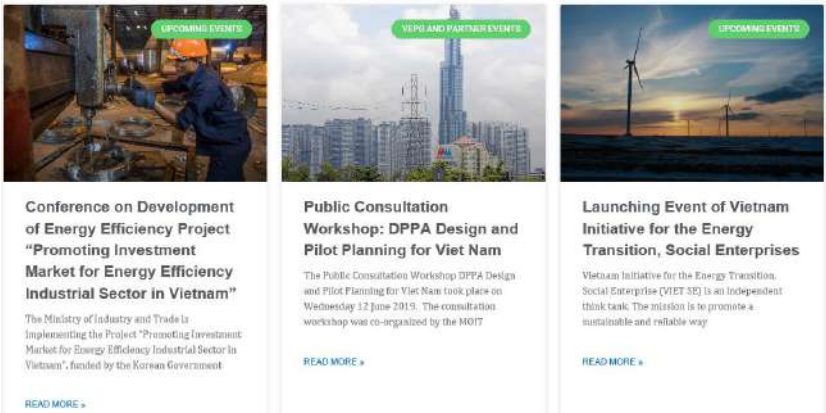 UPCOMING EVENTS
Conference on Development
of Energy Efficiency Project
“Promoting Investment
Market for Energy Efficiency
Industrial Sector in Vietnam”
The Ministry of Industry and Trade is
implementing the Project "Promoting Investment
Market for Energy Efficiency Industrial Sector in
Vietnam", funded by the Korean Government
READ MORE »
VEPG AND PARTNER EVENTS
Public Consultation
Workshop: DPPA Design and
Pilot Planning for Viet Nam
The Public Consultation Workshop DPPA Design
and Pilot Planning for Viet Nam took place on
Wednesday 12 June 2019. The consultation
workshop was co-organized by the MOIT
READ MORE »
UPCOMING EVENTS
Launching Event of Vietnam
Initiative for the Energy
Transition, Social Enterprises
Vietnam Initiative for the Energy Transition,
Social Enterprise (VIET SE) is an independent
think tank. The mission is to promote a
sustainable and reliable way
READ MORE »